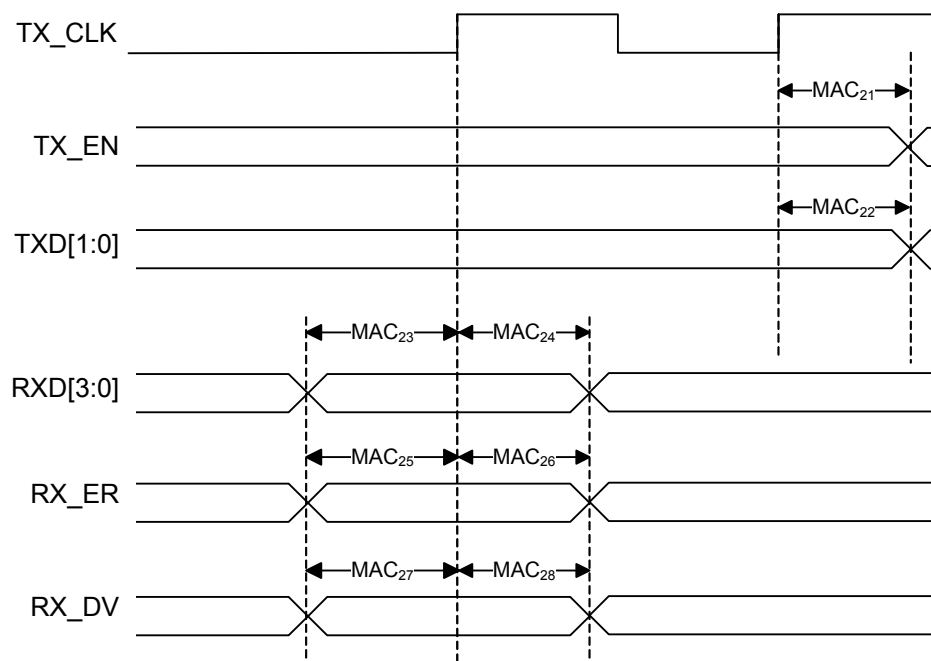 TX_CLK
MAC₂₁
TX_EN
MAC₂₂
TXD[1:0]
MAC₂₃ MAC₂₄
RXD[3:0]
MAC₂₅ MAC₂₆
RX_ER
MAC₂₇ MAC₂₈
RX_DV